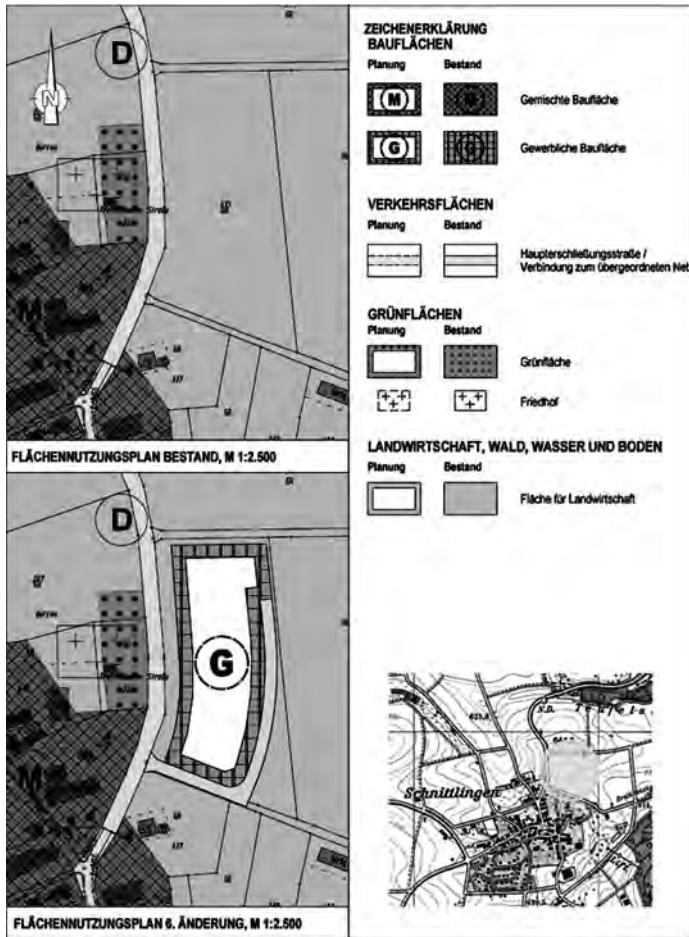 D
N
M
FLÄCHENNUTZUNGSPLAN BESTAND, M 1:2.500
D
G
M
FLÄCHENNUTZUNGSPLAN 6. ÄNDERUNG, M 1:2.500
ZEICHENERKLÄRUNG
BAUFLÄCHEN
Planung Bestand
M M Gemischte Baufläche
G G Gewerbliche Baufläche
VERKEHRSFLÄCHEN
Planung Bestand
Haupterschließungsstraße /
Verbindung zum übergeordneten Net
GRÜNFLÄCHEN
Planung Bestand
Grünfläche
Friedhof
LANDWIRTSCHAFT, WALD, WASSER UND BODEN
Planung Bestand
Fläche für Landwirtschaft
N.D.
Teufels
Schnittlingen